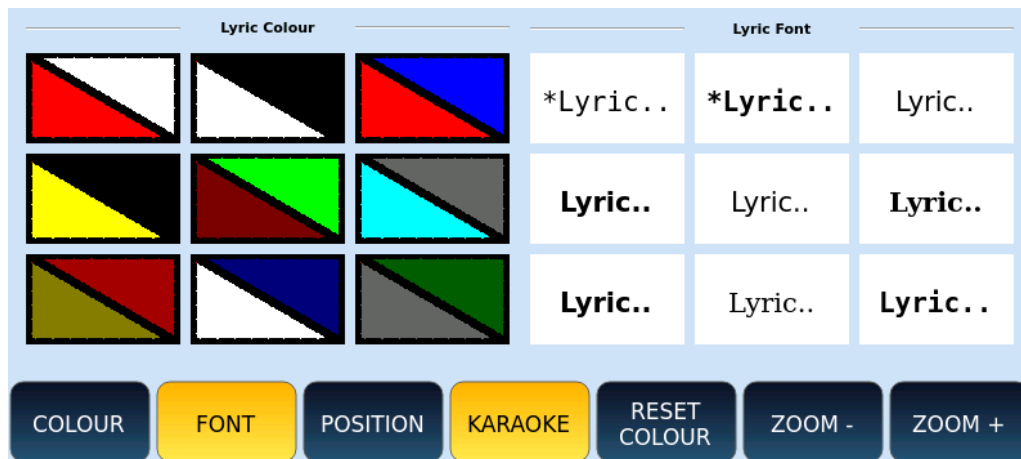 Lyric Colour
Lyric Font
*Lyric..
*Lyric..
Lyric..
Lyric..
Lyric..
Lyric..
Lyric..
Lyric..
Lyric..
COLOUR
FONT
POSITION
KARAOKE
RESET
COLOUR
ZOOM -
ZOOM +